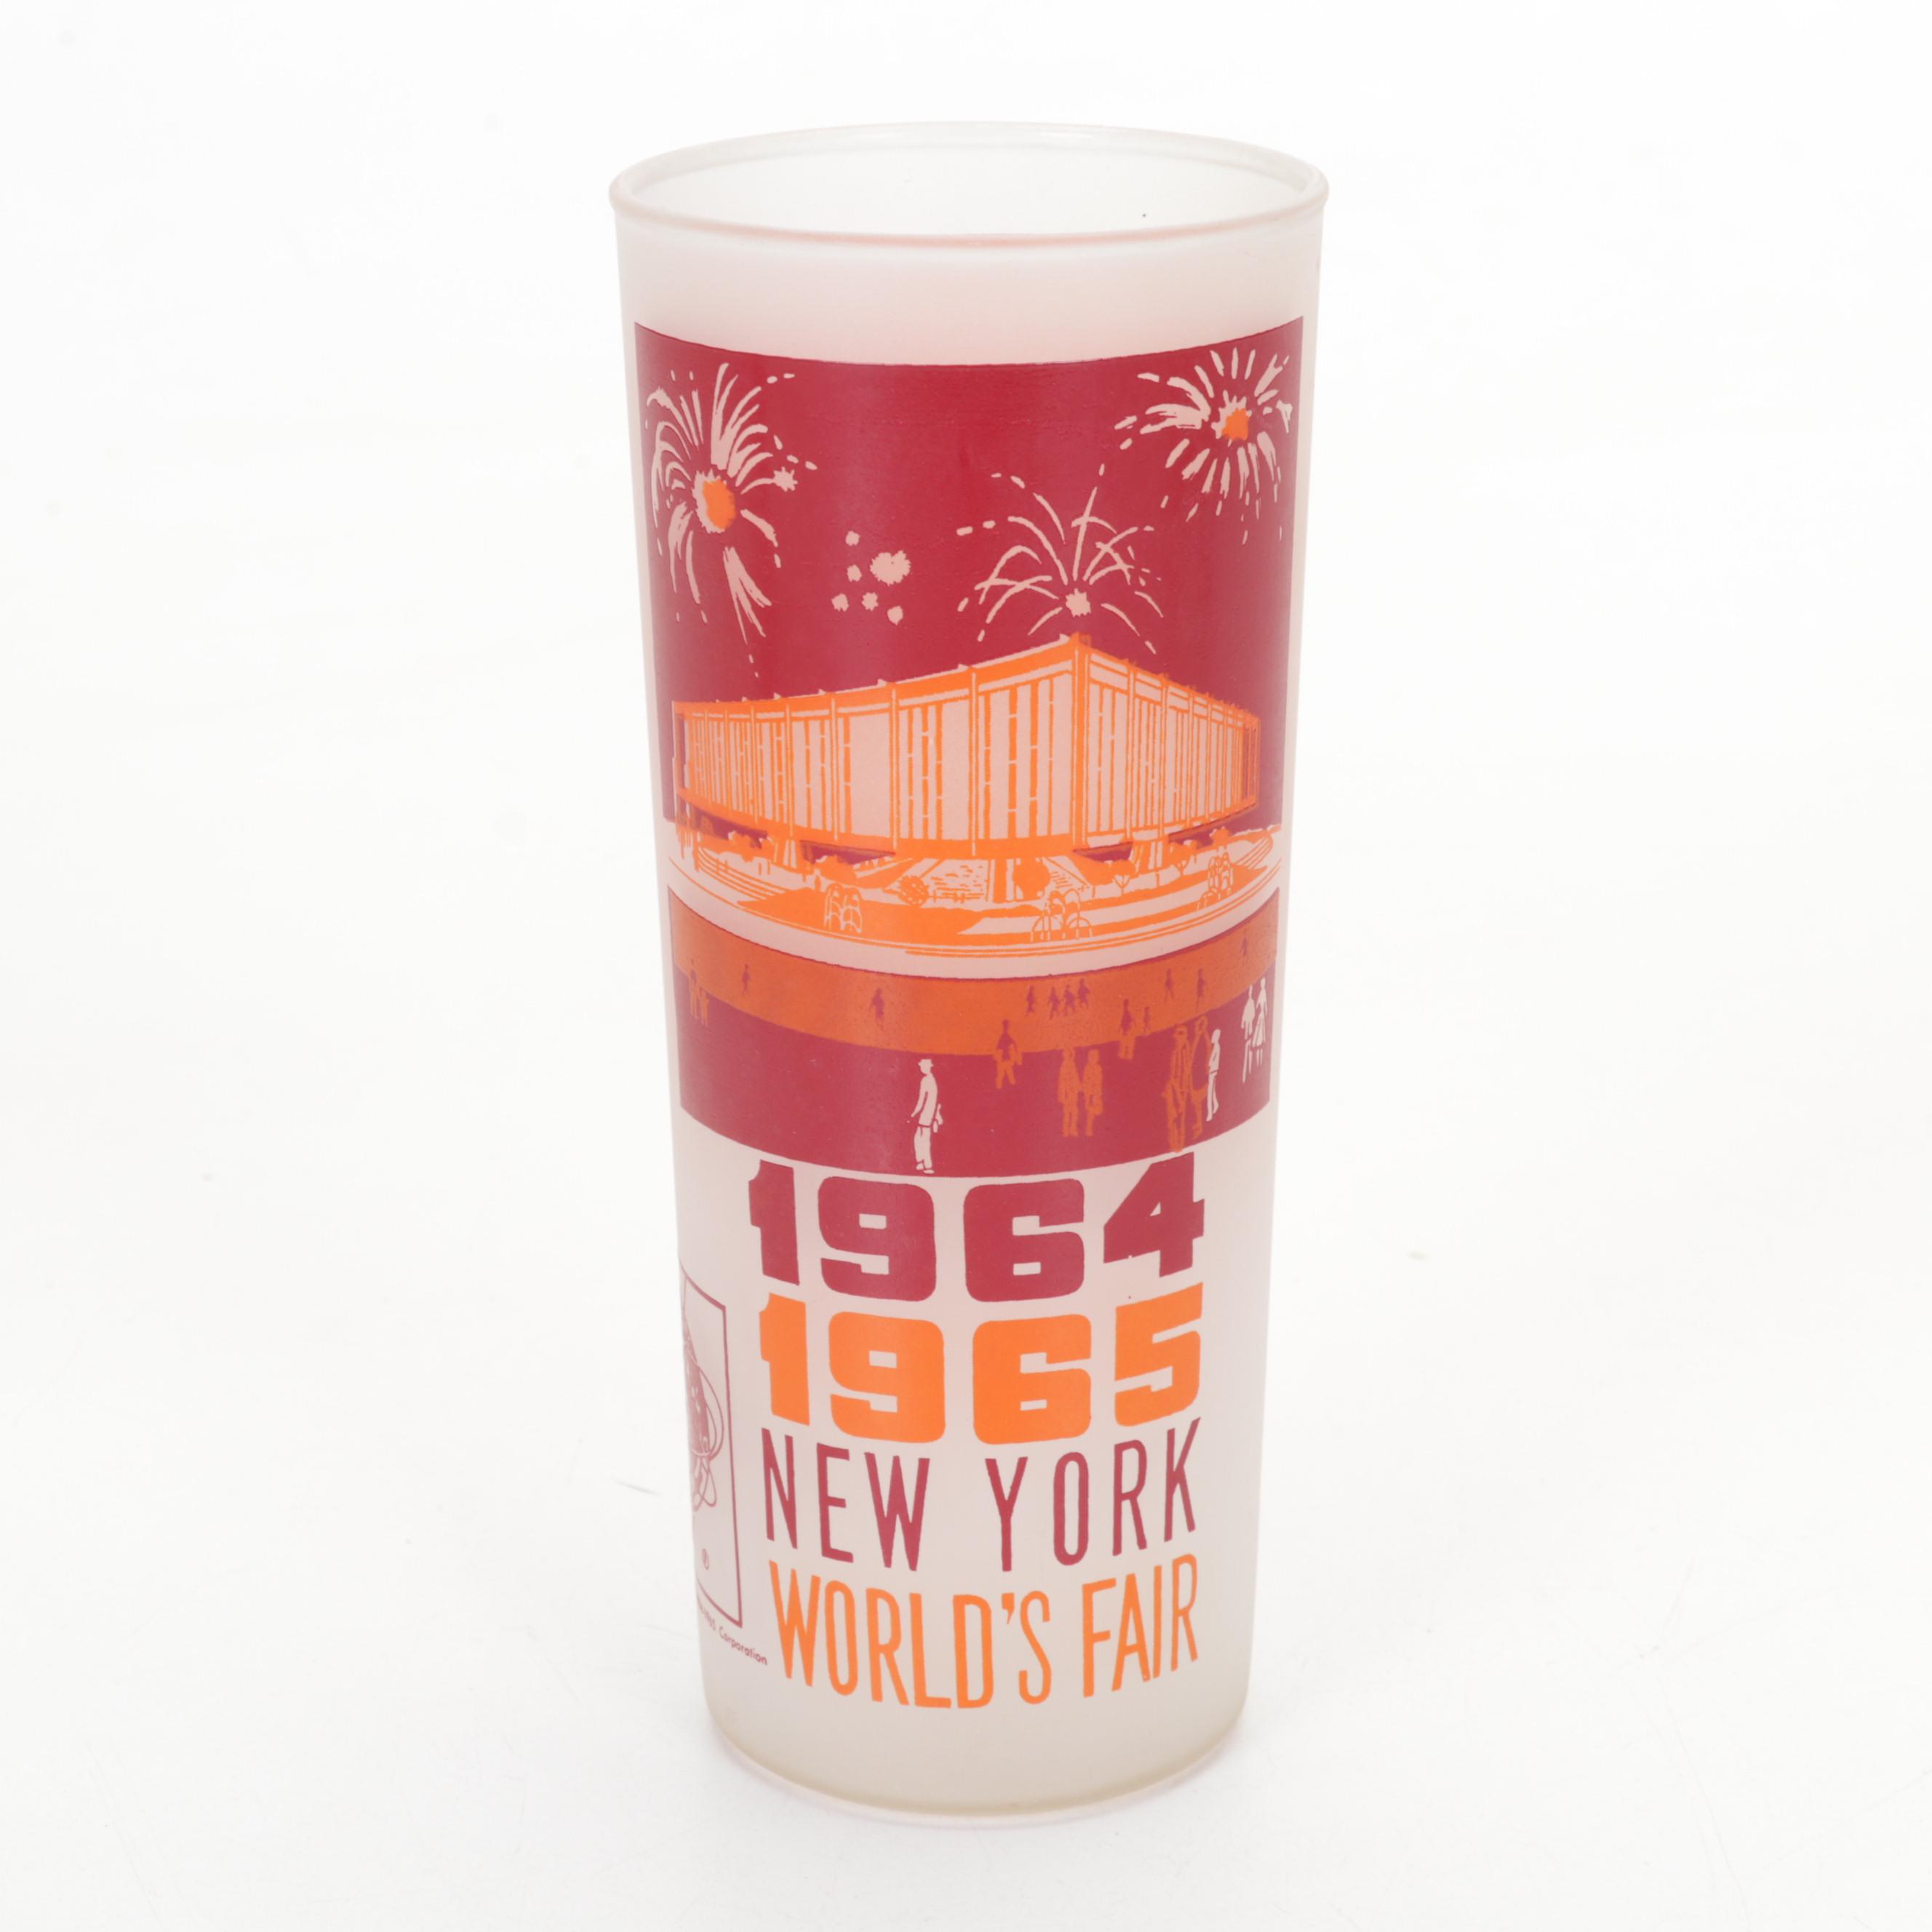 1964
1965
NEW YORK
WORLD'S FAIR
®
Corporation